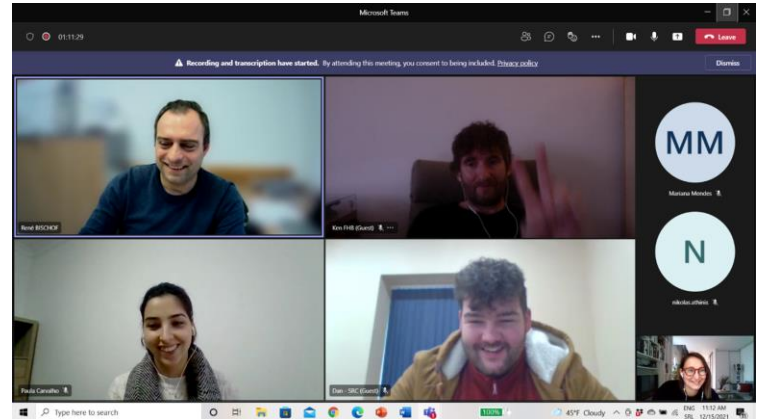 Microsoft Teams
01:11:29
Leave
Recording and transcription have started. By attending this meeting, you consent to being included. Privacy policy
Dismiss
MM
Mariana Mendes
René BISCHOF
Ken FHB (Guest)
N
nikolas.athinis
Paula Carvalho
Dan - SRC (Guest)
Type here to search
100%
45°F Cloudy
ENG
11:12 AM
SRL
12/15/2021